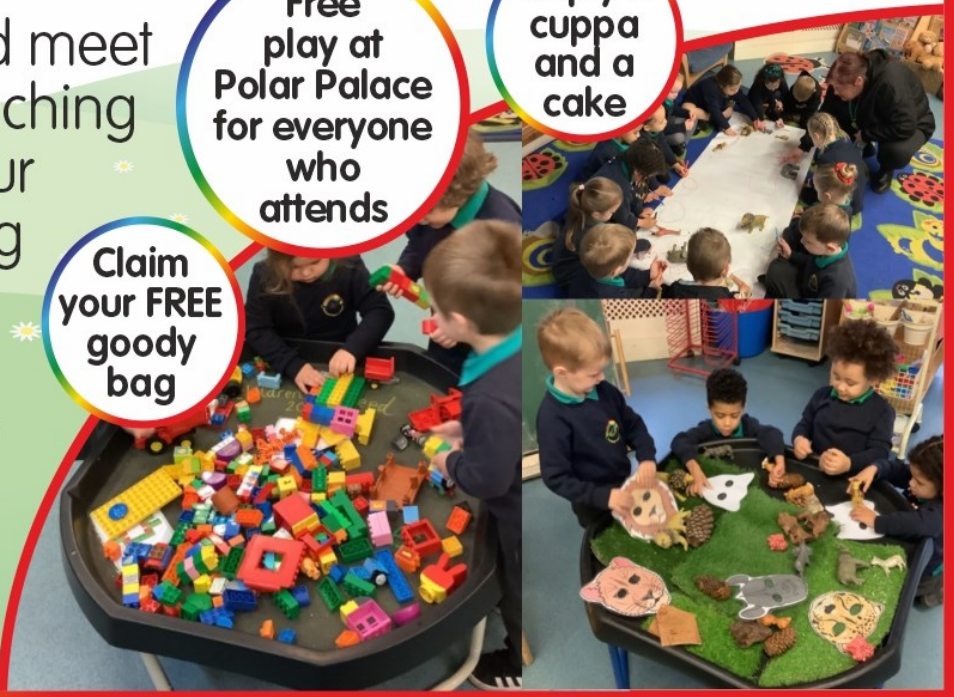 d meet
ching
ur
g
Free
play at
Polar Palace
for everyone
who
attends
cuppa
and a
cake
Claim
your FREE
goody
bag